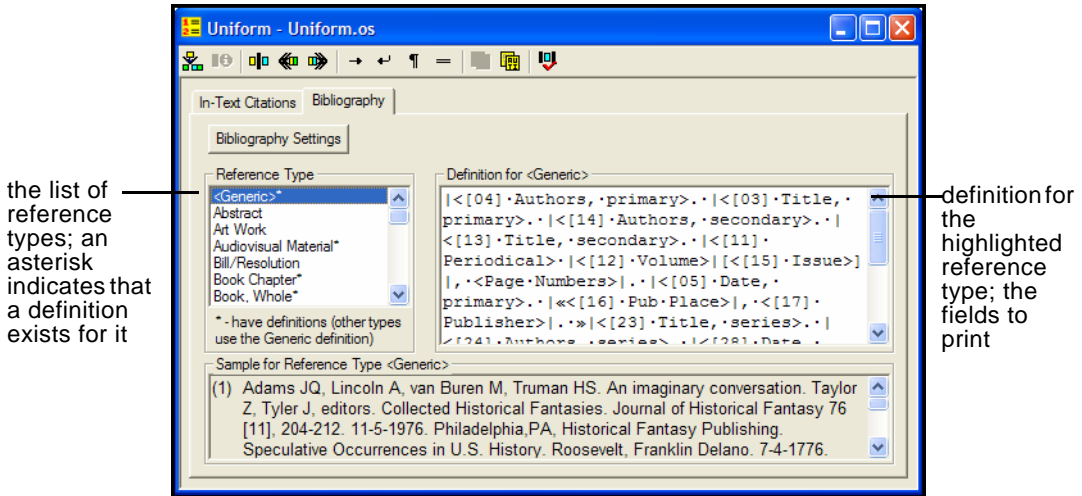 Uniform - Uniform.os
In-Text Citations Bibliography
Bibliography Settings
the list of
reference
types; an
asterisk
indicates that
a definition
exists for it
Reference Type
<Generic>*
Abstract
Art Work
Audiovisual Material*
Bill/Resolution
Book Chapter*
Book, Whole*
* - have definitions (other types
use the Generic definition)
Definition for <Generic>
|<[04]·Authors,·primary>.·|<[03]·Title,·
primary>.·|<[14]·Authors,·secondary>.·|
<[13]·Title,·secondary>.·|<[11]·
Periodical>·|<[12]·Volume>|[<[15]·Issue>]
|,·<Page·Numbers>|.·|<[05]·Date,·
primary>.·|«<[16]·Pub·Place>|,·<[17]·
Publisher>|.·»|<[23]·Title,·series>.·|
<[24]·Authors,·series>.·|<[28]·Date,·
definition for
the
highlighted
reference
type; the
fields to
print
Sample for Reference Type <Generic>
(1) Adams JQ, Lincoln A, van Buren M, Truman HS. An imaginary conversation. Taylor
Z, Tyler J, editors. Collected Historical Fantasies. Journal of Historical Fantasy 76
[11], 204-212. 11-5-1976. Philadelphia,PA, Historical Fantasy Publishing.
Speculative Occurrences in U.S. History. Roosevelt, Franklin Delano. 7-4-1776.